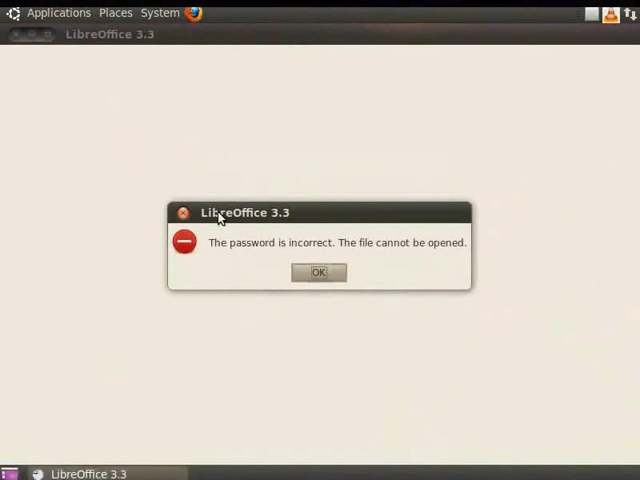 Applications Places System
LibreOffice 3.3
LibreOffice 3.3
The password is incorrect. The file cannot be opened.
OK
LibreOffice 3.3